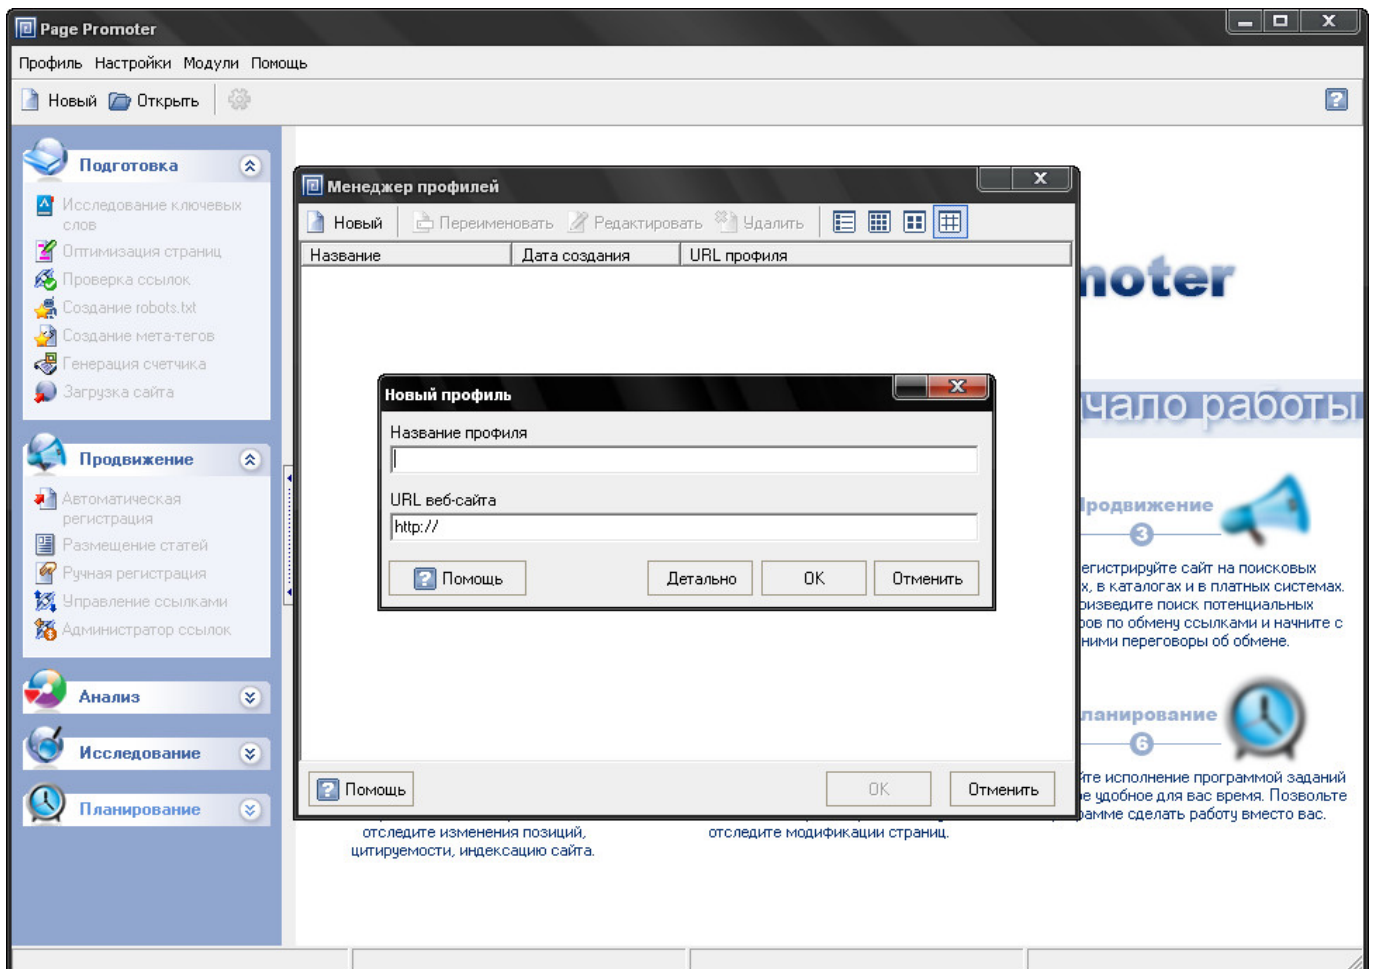 Page Promoter
Профиль Настройки Модули Помощь
Новый Открыть
Подготовка
Исследование ключевых
слов
Оптимизация страниц
Проверка ссылок
Создание robots.txt
Создание мета-тегов
Генерация счетчика
Загрузка сайта
Продвижение
Автоматическая
регистрация
Размещение статей
Ручная регистрация
Управление ссылками
Администратор ссылок
Анализ
Исследование
Планирование
Менеджер профилей
Новый Переименовать Редактировать Удалить
Название Дата создания URL профиля
Новый профиль
Название профиля
URL веб-сайта
http://
Помощь Детально OK Отменить
Помощь OK Отменить
moter
чало работы
Продвижение
3
егистрируйте сайт на поисковых
х, в каталогах и в платных системах.
оизведите поиск потенциальных
ров по обмену ссылками и начните с
ними переговоры об обмене.
ланирование
6
йте исполнение программой заданий
е удобное для вас время. Позвольте
рамме сделать работу вместо вас.
отследите изменения позиций,
цитируемости, индексацию сайта.
отследите модификации страниц.